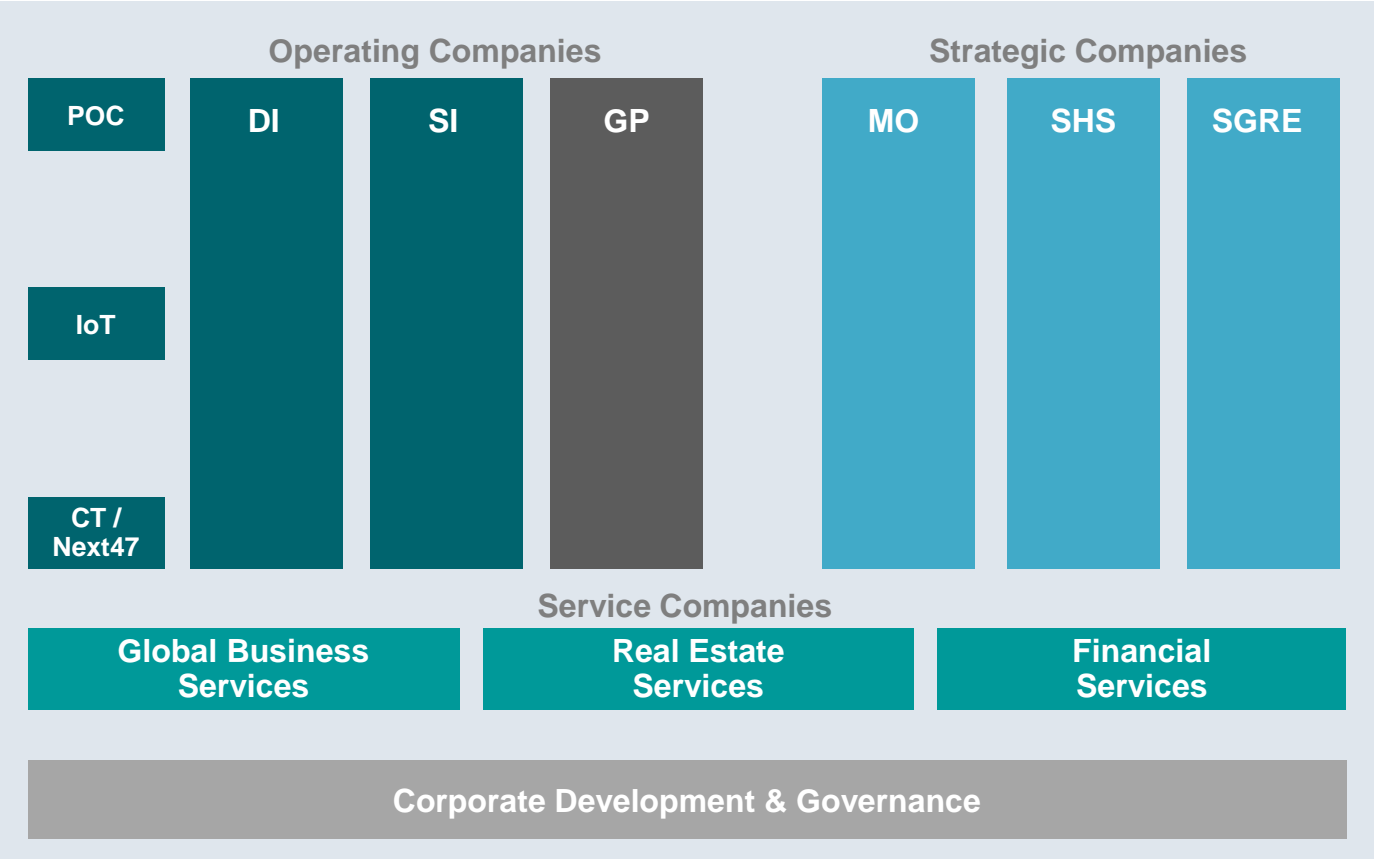 Operating Companies
Strategic Companies
POC
DI
SI
GP
MO
SHS
SGRE
IoT
CT /
Next47
Service Companies
Global Business
Services
Real Estate
Services
Financial
Services
Corporate Development & Governance